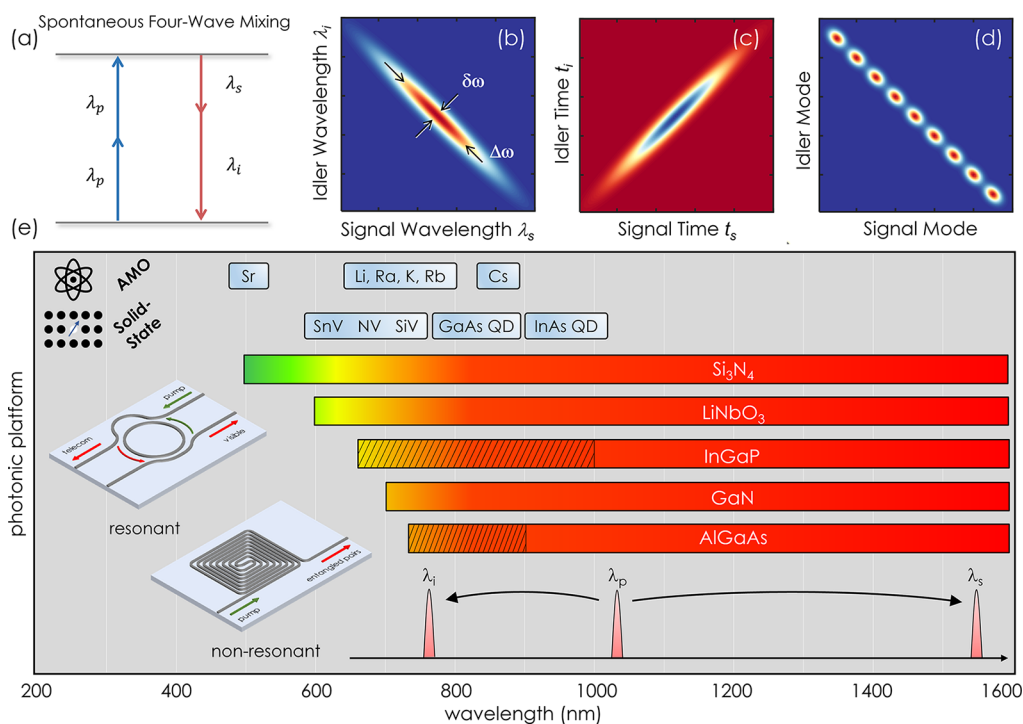 Spontaneous Four-Wave Mixing
(a)
λp
λp
λs
λi
(b)
δω
Δω
Idler Wavelength λi
Signal Wavelength λs
(c)
Idler Time ti
Signal Time ts
(d)
Idler Mode
Signal Mode
(e)
AMO
Sr
Li, Ra, K, Rb
Cs
Solid-State
SnV NV SiV
GaAs QD
InAs QD
Si3N4
LiNbO3
InGaP
GaN
AlGaAs
pump
telecom
visible
resonant
entangled pairs
pump
non-resonant
λi
λp
λs
photonic platform
200 400 600 800 1000 1200 1400 1600
wavelength (nm)